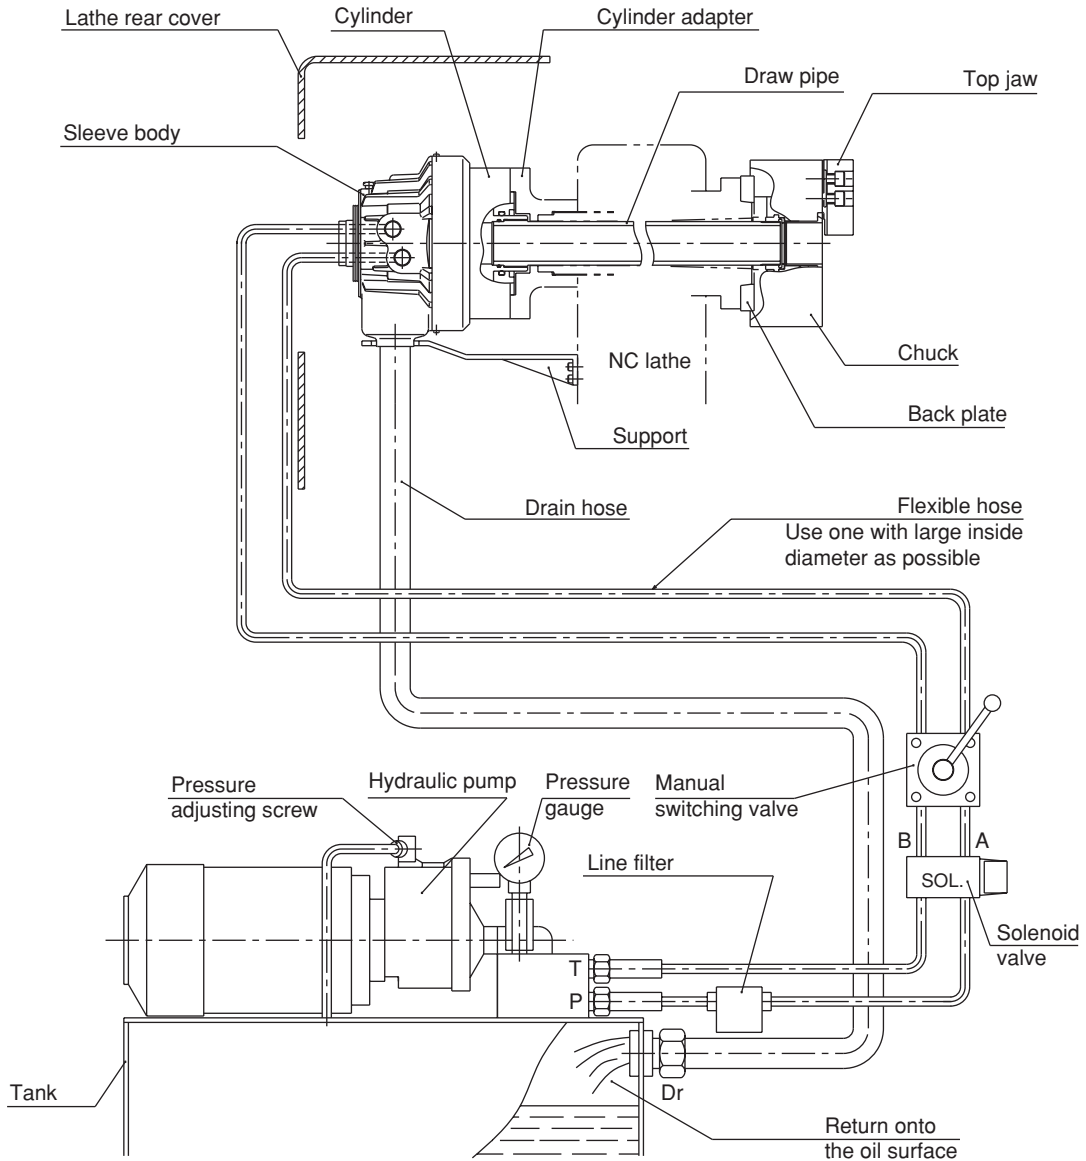 Lathe rear cover
Cylinder
Cylinder adapter
Draw pipe
Top jaw
Sleeve body
NC lathe
Chuck
Back plate
Support
Drain hose
Flexible hose
Use one with large inside
diameter as possible
Pressure
adjusting screw
Hydraulic pump
Pressure
gauge
Manual
switching valve
Line filter
B
A
SOL.
Solenoid
valve
T
P
Dr
Tank
Return onto
the oil surface